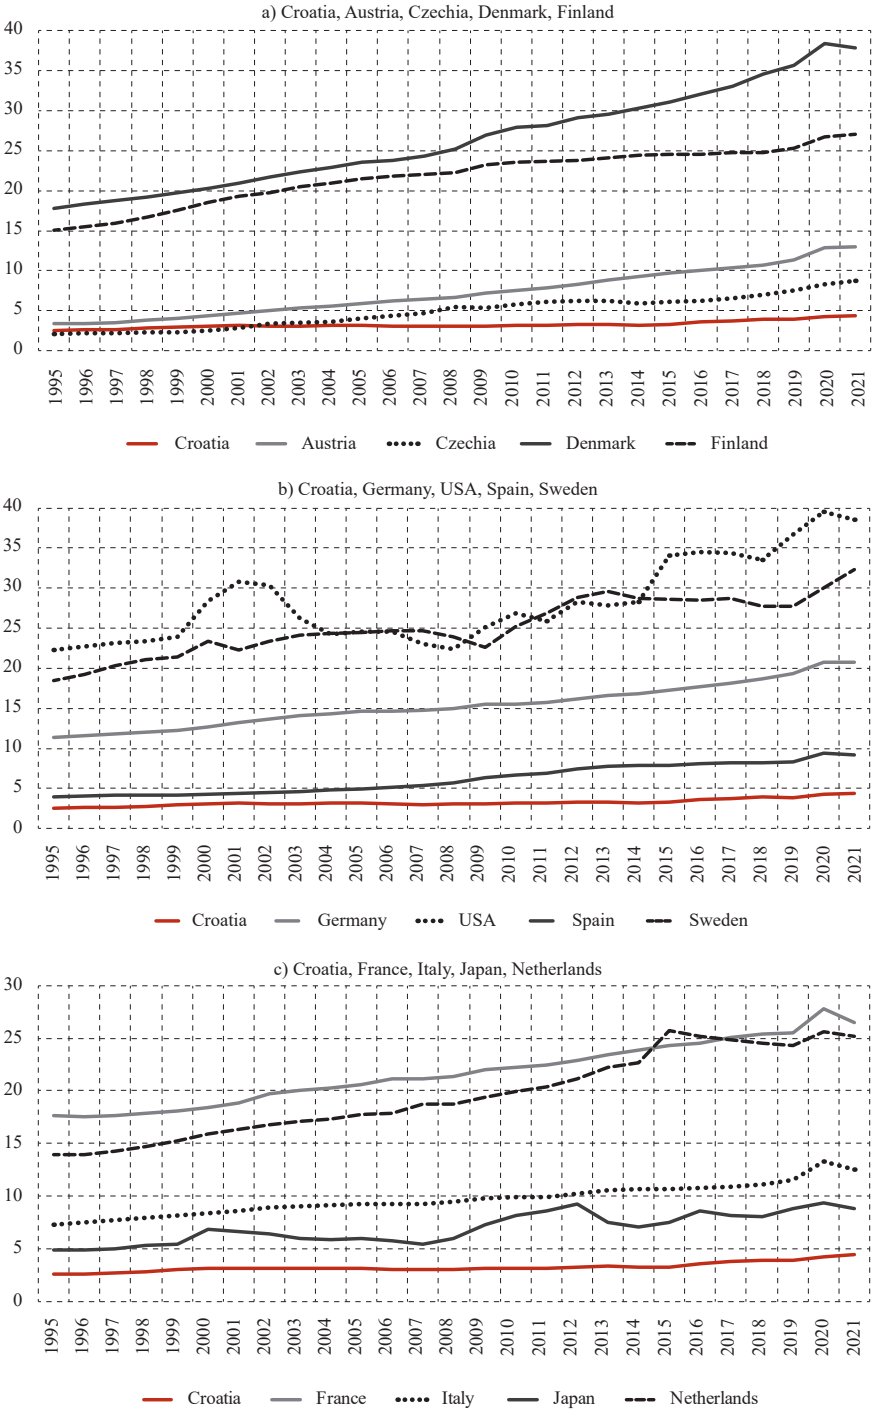 a) Croatia, Austria, Czechia, Denmark, Finland
40
35
30
25
20
15
10
5
0
1995 1996 1997 1998 1999 2000 2001 2002 2003 2004 2005 2006 2007 2008 2009 2010 2011 2012 2013 2014 2015 2016 2017 2018 2019 2020 2021
Croatia Austria Czechia Denmark Finland
b) Croatia, Germany, USA, Spain, Sweden
40
35
30
25
20
15
10
5
0
1995 1996 1997 1998 1999 2000 2001 2002 2003 2004 2005 2006 2007 2008 2009 2010 2011 2012 2013 2014 2015 2016 2017 2018 2019 2020 2021
Croatia Germany USA Spain Sweden
c) Croatia, France, Italy, Japan, Netherlands
30
25
20
15
10
5
0
1995 1996 1997 1998 1999 2000 2001 2002 2003 2004 2005 2006 2007 2008 2009 2010 2011 2012 2013 2014 2015 2016 2017 2018 2019 2020 2021
Croatia France Italy Japan Netherlands